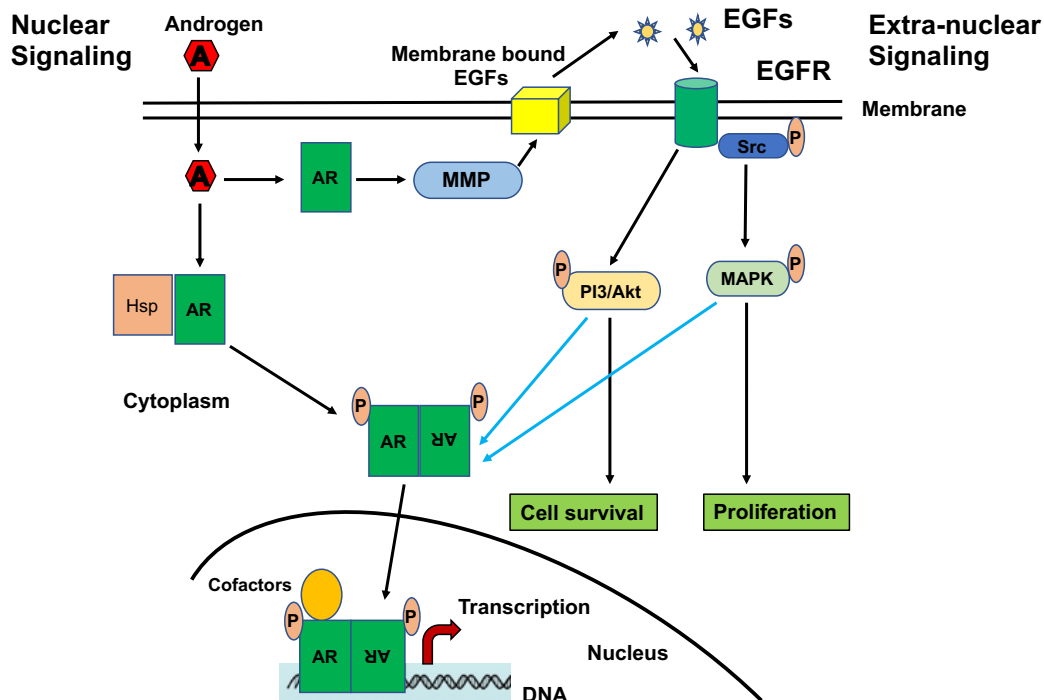 Nuclear
Signaling
Androgen
A
EGFs
Extra-nuclear
Signaling
Membrane bound
EGFs
EGFR
Membrane
P
Src
A
AR
MMP
P
PI3/Akt
P
MAPK
Hsp
AR
Cytoplasm
P
P
AR
AR
Cell survival
Proliferation
Cofactors
P
P
Transcription
AR
AR
Nucleus
DNA